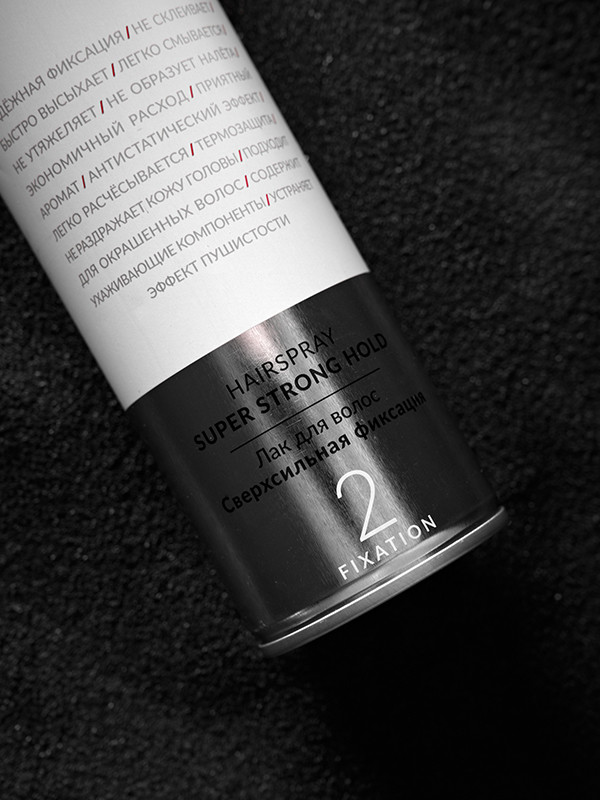 ФИКСАЦИЯ / НЕ СКЛЕИВАЕТ /
БЫСТРО ВЫСЫХАЕТ / ЛЕГКО СМЫВАЕТСЯ /
НЕ УТЯЖЕЛЯЕТ / НЕ ОБРАЗУЕТ НАЛЁТА /
ЭКОНОМИЧНЫЙ РАСХОД / ПРИЯТНЫЙ
АРОМАТ / АНТИСТАТИЧЕСКИЙ ЭФФЕКТ /
ЛЕГКО РАСЧЁСЫВАЕТСЯ / ТЕРМОЗАЩИТА /
НЕ РАЗДРАЖАЕТ КОЖУ ГОЛОВЫ / ПОДХОДИТ
ДЛЯ ОКРАШЕННЫХ ВОЛОС / СОДЕРЖИТ
УХАЖИВАЮЩИЕ КОМПОНЕНТЫ / УСТРАНЯЕТ
ЭФФЕКТ ПУШИСТОСТИ
HAIRSPRAY
SUPER STRONG HOLD
Лак для волос
Сверхсильная фиксация
2
FIXATION